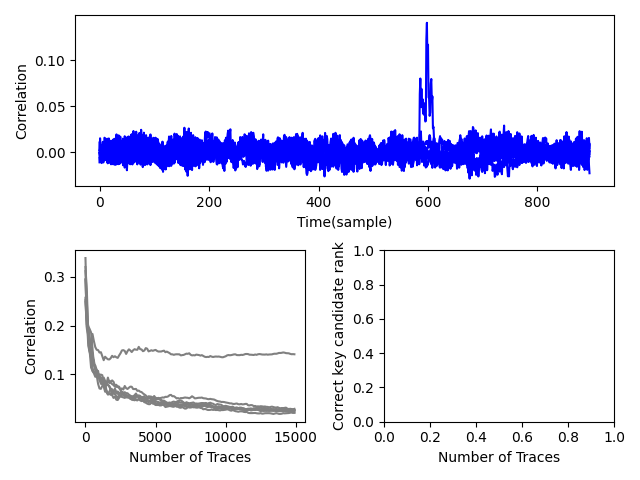 Correlation
0.10
0.05
0.00
0 200 400 600 800
Time(sample)
Correlation
0.3
0.2
0.1
0 5000 10000 15000
Number of Traces
Correct key candidate rank
1.0
0.8
0.6
0.4
0.2
0.0
0.0 0.2 0.4 0.6 0.8 1.0
Number of Traces